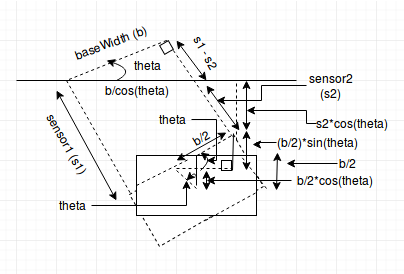 baseWidth (b)
s1 - s2
theta
sensor2
(s2)
b/cos(theta)
sensor1 (s1)
theta
s2*cos(theta)
b/2
(b/2)*sin(theta)
b/2
b/2*cos(theta)
theta